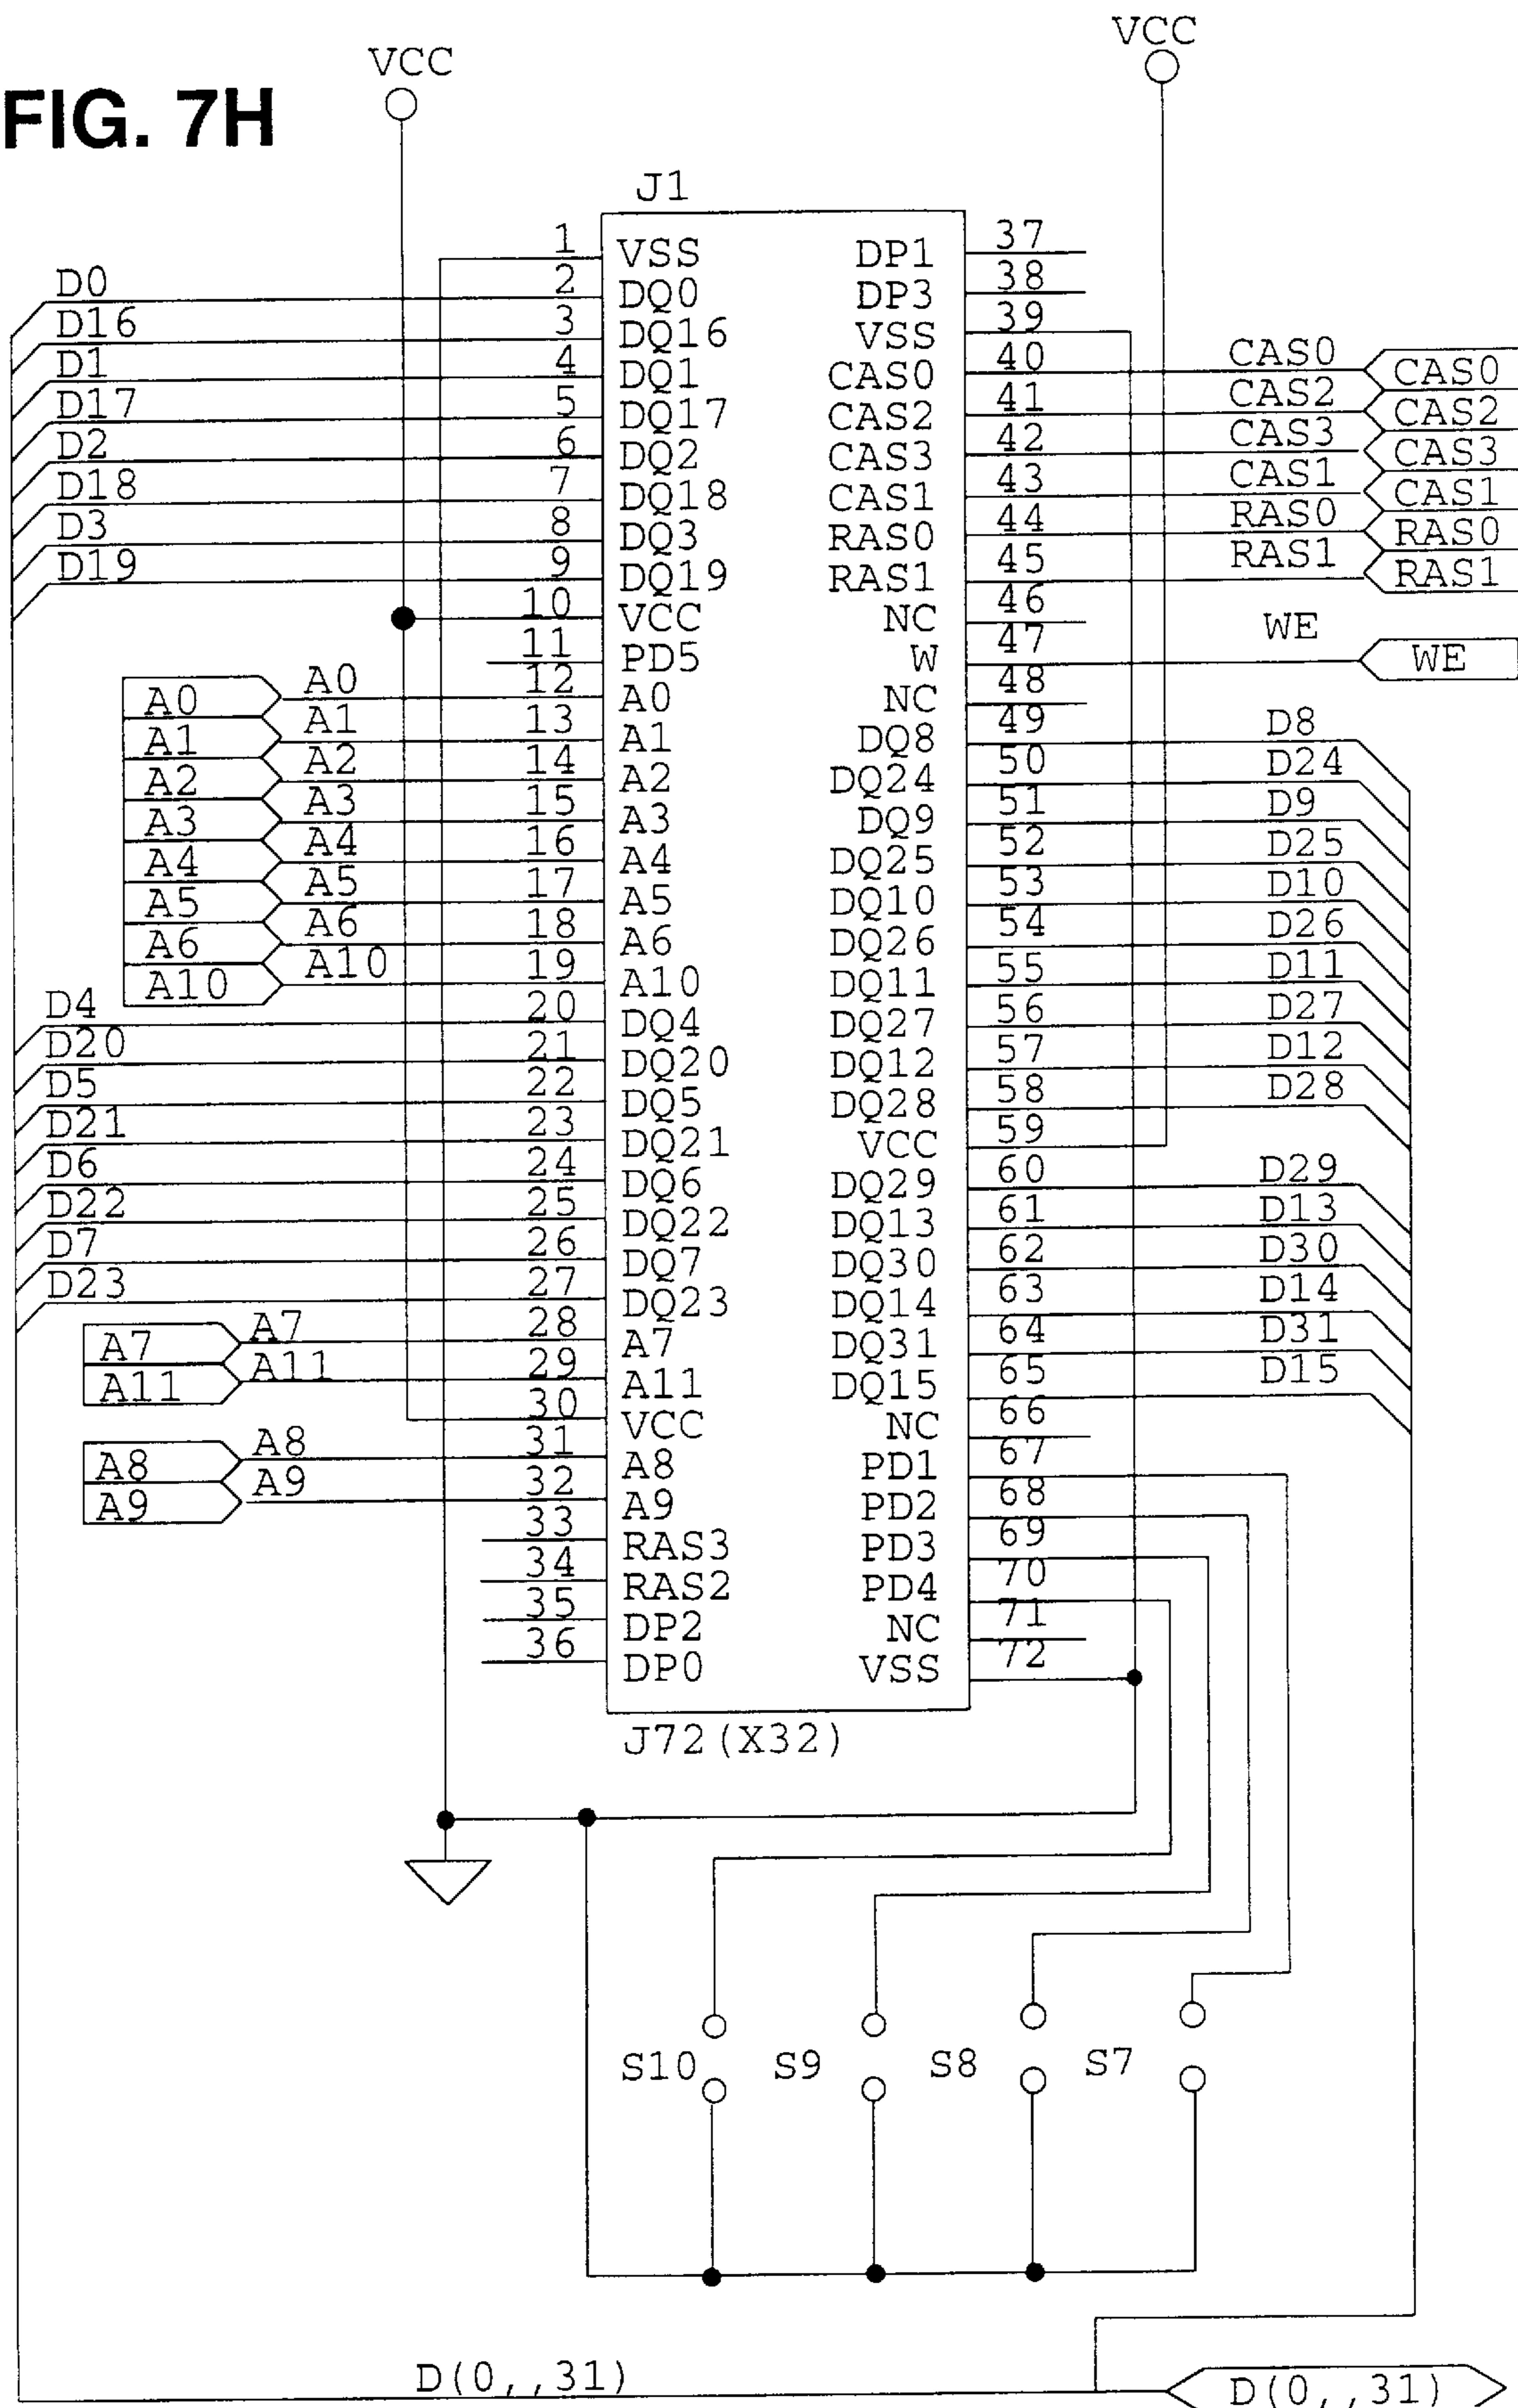 VCC
VCC
FIG. 7H
J1
1 VSS DP1 37
D0 2 DQ0 DP3 38
D16 3 DQ16 VSS 39
D1 4 DQ1 CAS0 40 CAS0 CAS0
D17 5 DQ17 CAS2 41 CAS2 CAS2
D2 6 DQ2 CAS3 42 CAS3 CAS3
D18 7 DQ18 CAS1 43 CAS1 CAS1
D3 8 DQ3 RAS0 44 RAS0 RAS0
D19 9 DQ19 RAS1 45 RAS1 RAS1
10 VCC NC 46
11 PD5 W 47 WE WE
A0 A0 12 A0 NC 48
A1 A1 13 A1 DQ8 49 D8
A2 A2 14 A2 DQ24 50 D24
A3 A3 15 A3 DQ9 51 D9
A4 A4 16 A4 DQ25 52 D25
A5 A5 17 A5 DQ10 53 D10
A6 A6 18 A6 DQ26 54 D26
A10 A10 19 A10 DQ11 55 D11
D4 20 DQ4 DQ27 56 D27
D20 21 DQ20 DQ12 57 D12
D5 22 DQ5 DQ28 58 D28
D21 23 DQ21 VCC 59
D6 24 DQ6 DQ29 60 D29
D22 25 DQ22 DQ13 61 D13
D7 26 DQ7 DQ30 62 D30
D23 27 DQ23 DQ14 63 D14
A7 A7 28 A7 DQ31 64 D31
A11 A11 29 A11 DQ15 65 D15
30 VCC NC 66
A8 A8 31 A8 PD1 67
A9 A9 32 A9 PD2 68
33 RAS3 PD3 69
34 RAS2 PD4 70
35 DP2 NC 71
36 DP0 VSS 72
J72(X32)
S10 S9 S8 S7
D(0,,31) D(0,,31)